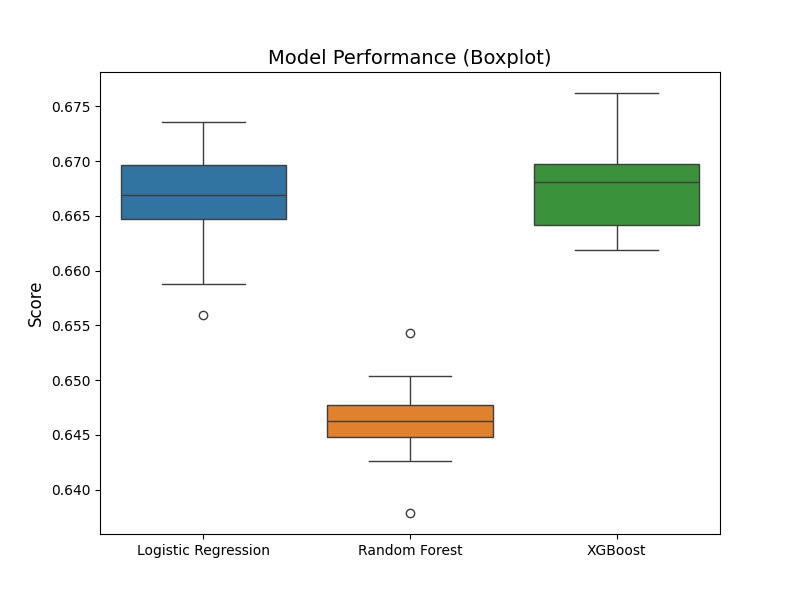 Model Performance (Boxplot)
Score
0.675
0.670
0.665
0.660
0.655
0.650
0.645
0.640
Logistic Regression
Random Forest
XGBoost